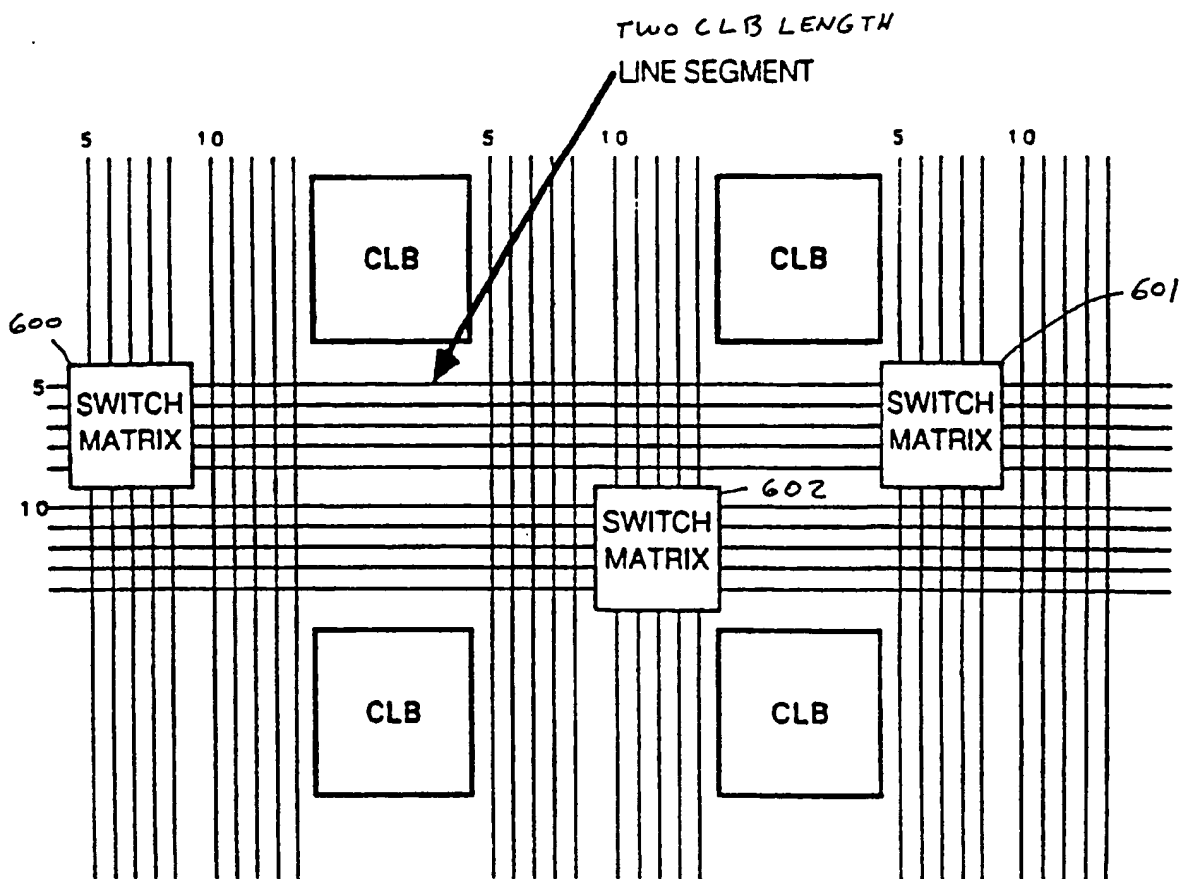 TWO CLB LENGTH
LINE SEGMENT
5 10 5 10 5 10
CLB CLB
601
600
5
SWITCH
MATRIX
SWITCH
MATRIX
602
10
SWITCH
MATRIX
CLB CLB